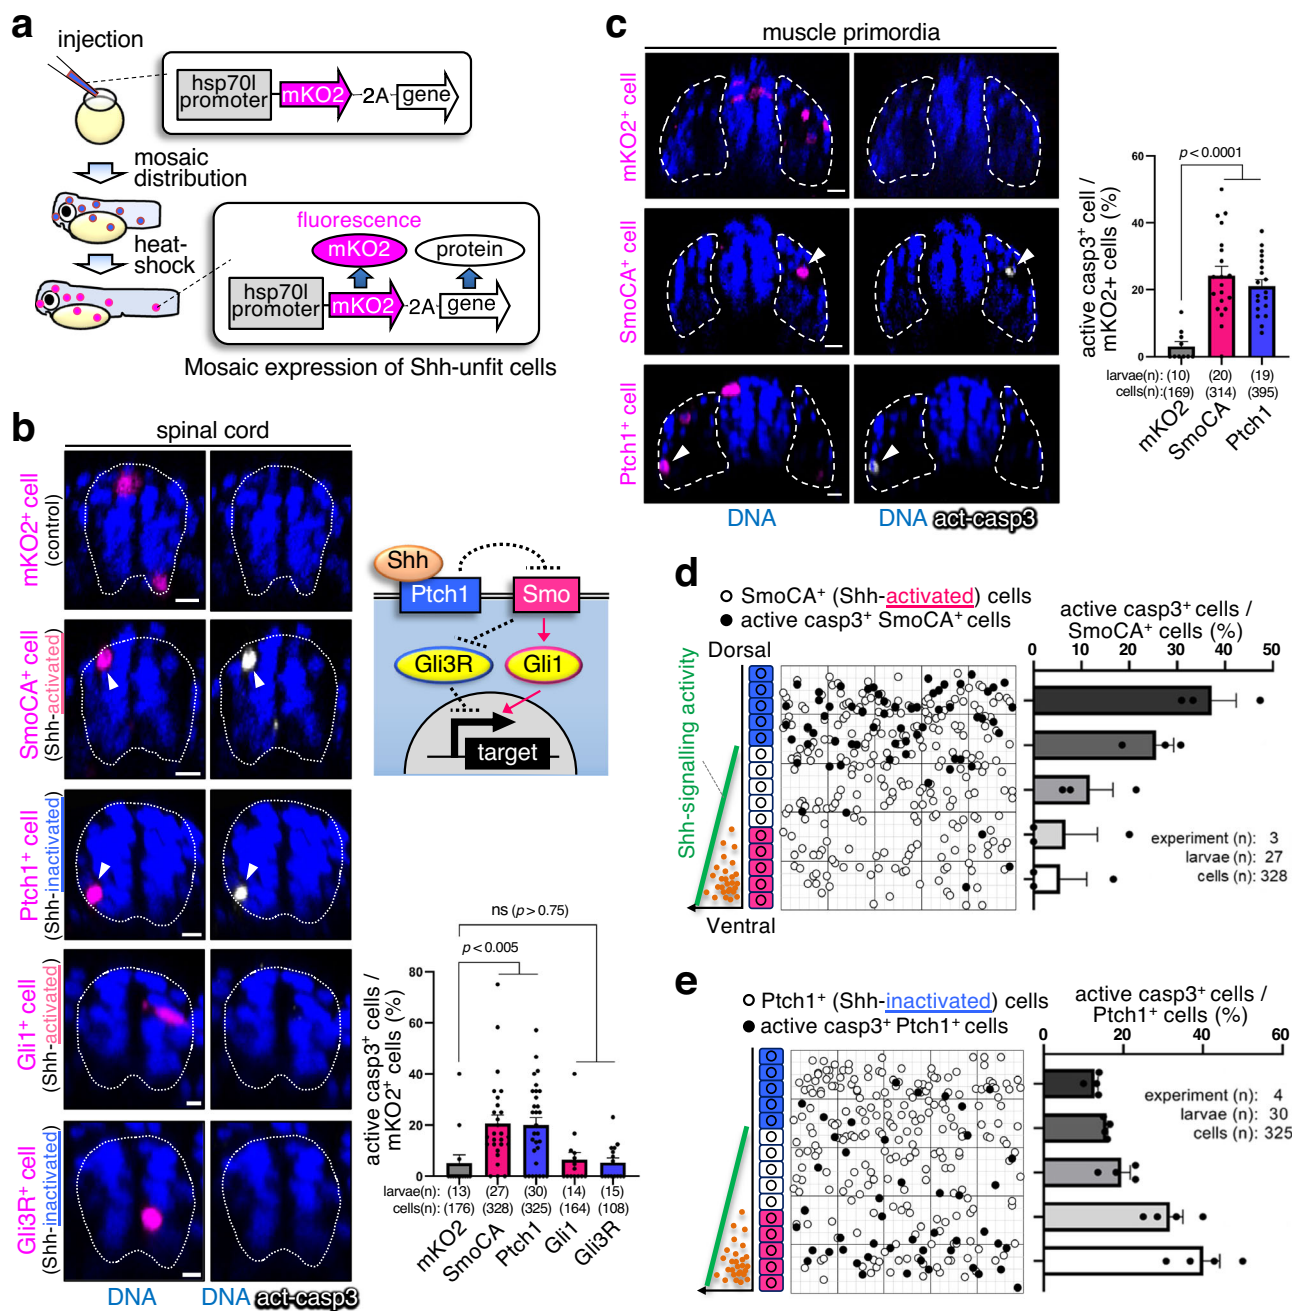 a
injection
hsp70l
promoter
mKO2
2A
gene
mosaic
distribution
heat-
shock
fluorescence
mKO2
protein
hsp70l
promoter
mKO2
2A
gene
Mosaic expression of Shh-unfit cells
b
spinal cord
mKO2⁺ cell
(control)
SmoCA⁺ cell
(Shh-activated)
Ptch1⁺ cell
(Shh-inactivated)
Gli1⁺ cell
(Shh-activated)
Gli3R⁺ cell
(Shh-inactivated)
DNA
DNA act-casp3
Shh
Ptch1
Smo
Gli3R
Gli1
target
ns (p > 0.75)
p < 0.005
active casp3⁺ cells /
mKO2⁺ cells (%)
80
60
40
20
0
larvae(n): (13) (27) (30) (14) (15)
cells(n): (176) (328) (325) (164) (108)
mKO2
SmoCA
Ptch1
Gli1
Gli3R
c
muscle primordia
mKO2⁺ cell
SmoCA⁺ cell
Ptch1⁺ cell
DNA
DNA act-casp3
p < 0.0001
active casp3⁺ cell /
mKO2+ cells (%)
60
40
20
0
larvae(n): (10) (20) (19)
cells(n): (169) (314) (395)
mKO2
SmoCA
Ptch1
d
SmoCA⁺ (Shh-activated) cells
active casp3⁺ SmoCA⁺ cells
Dorsal
Shh-signalling activity
Ventral
active casp3⁺ cells /
SmoCA⁺ cells (%)
0 10 20 30 40 50
experiment (n): 3
larvae (n): 27
cells (n): 328
e
Ptch1⁺ (Shh-inactivated) cells
active casp3⁺ Ptch1⁺ cells
active casp3⁺ cells /
Ptch1⁺ cells (%)
0 20 40 60
experiment (n): 4
larvae (n): 30
cells (n): 325